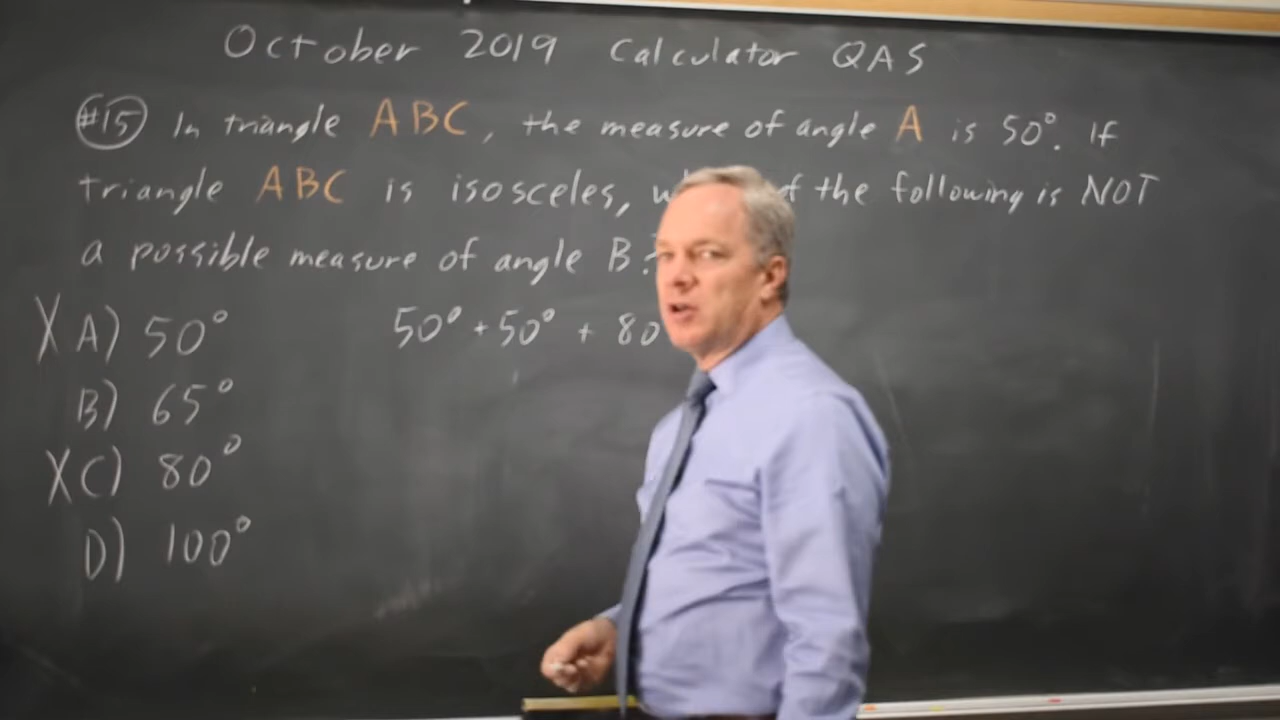 October 2019 Calculator QAS
#15 In triangle ABC, the measure of angle A is 50°. If
triangle ABC is isosceles, the following is NOT
a possible measure of angle B?
X A) 50° 50° + 50° + 80
B) 65°
X C) 80°
D) 100°